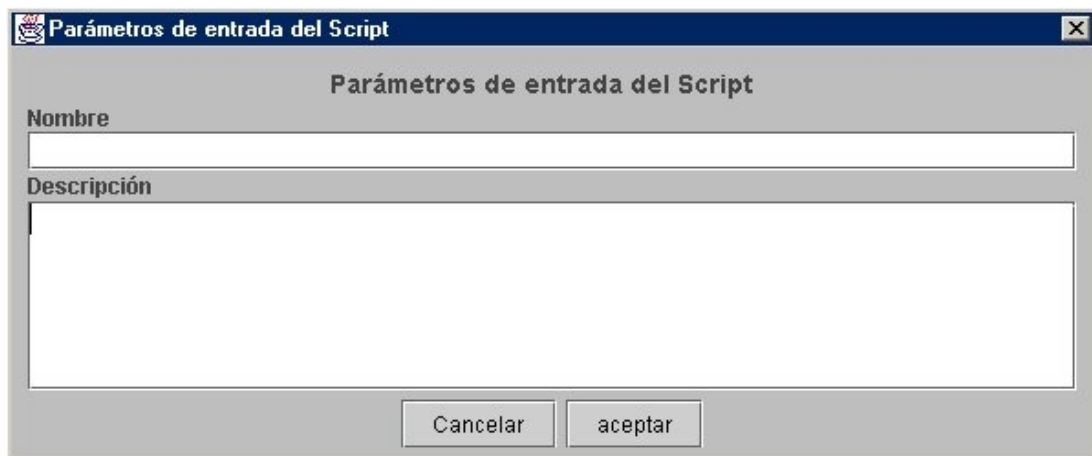 Parámetros de entrada del Script
Parámetros de entrada del Script
Nombre
Descripción
Cancelar aceptar